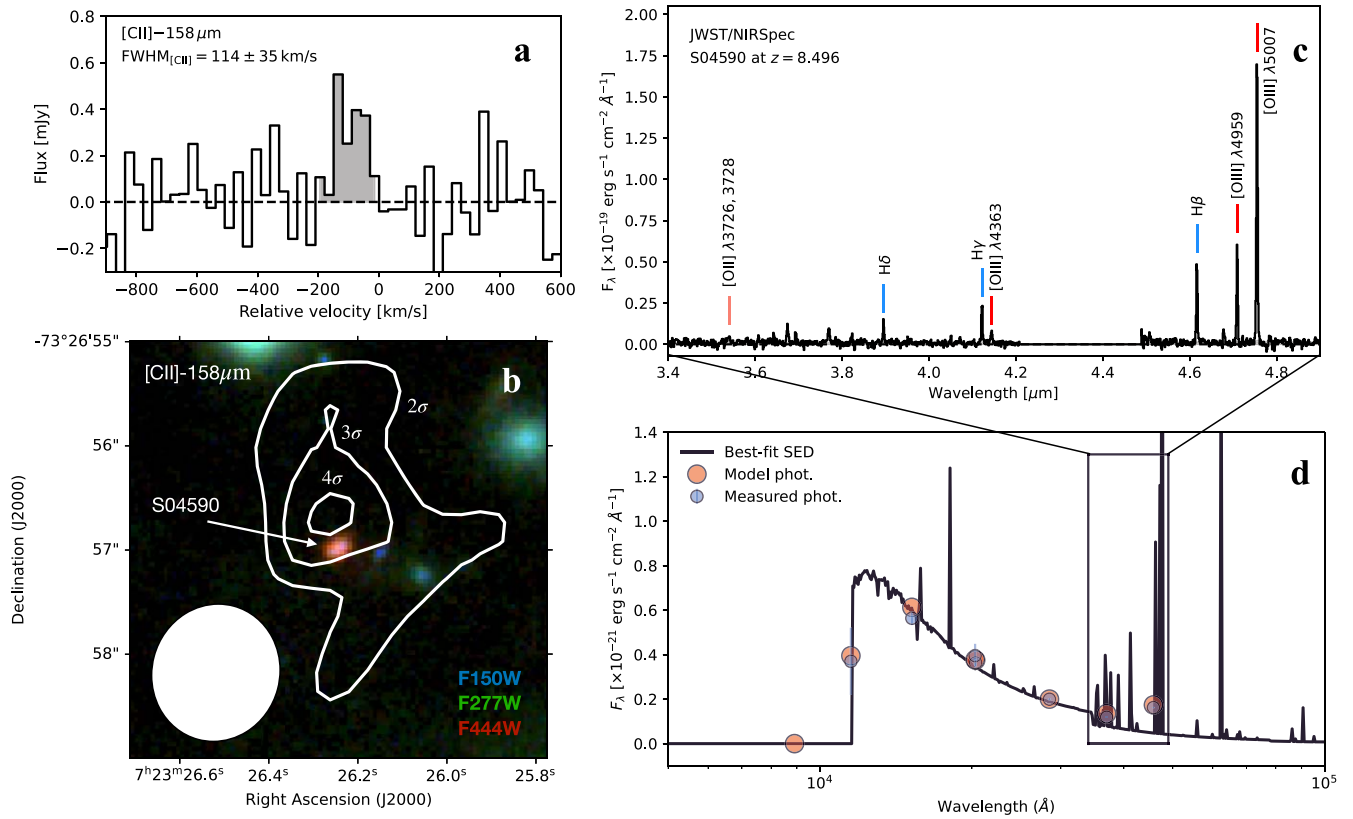 [CII]−158 μm
FWHM[CII] = 114 ± 35 km/s
a
Flux [mJy]
0.8
0.6
0.4
0.2
0.0
−0.2
−800 −600 −400 −200 0 200 400 600
Relative velocity [km/s]
-73°26'55"
56"
57"
58"
Declination (J2000)
[CII]-158μm
b
2σ
3σ
4σ
S04590
F150W
F277W
F444W
7h23m26.6s 26.4s 26.2s 26.0s 25.8s
Right Ascension (J2000)
JWST/NIRSpec
S04590 at z = 8.496
c
[OII] λ3726, 3728
Hδ
Hγ
[OIII] λ4363
Hβ
[OIII] λ4959
[OIII] λ5007
Fλ [×10−19 erg s−1 cm−2 Å−1]
2.00
1.75
1.50
1.25
1.00
0.75
0.50
0.25
0.00
3.4 3.6 3.8 4.0 4.2 4.4 4.6 4.8
Wavelength [μm]
Best-fit SED
Model phot.
Measured phot.
d
Fλ [×10−21 erg s−1 cm−2 Å−1]
1.4
1.2
1.0
0.8
0.6
0.4
0.2
0.0
104 105
Wavelength (Å)